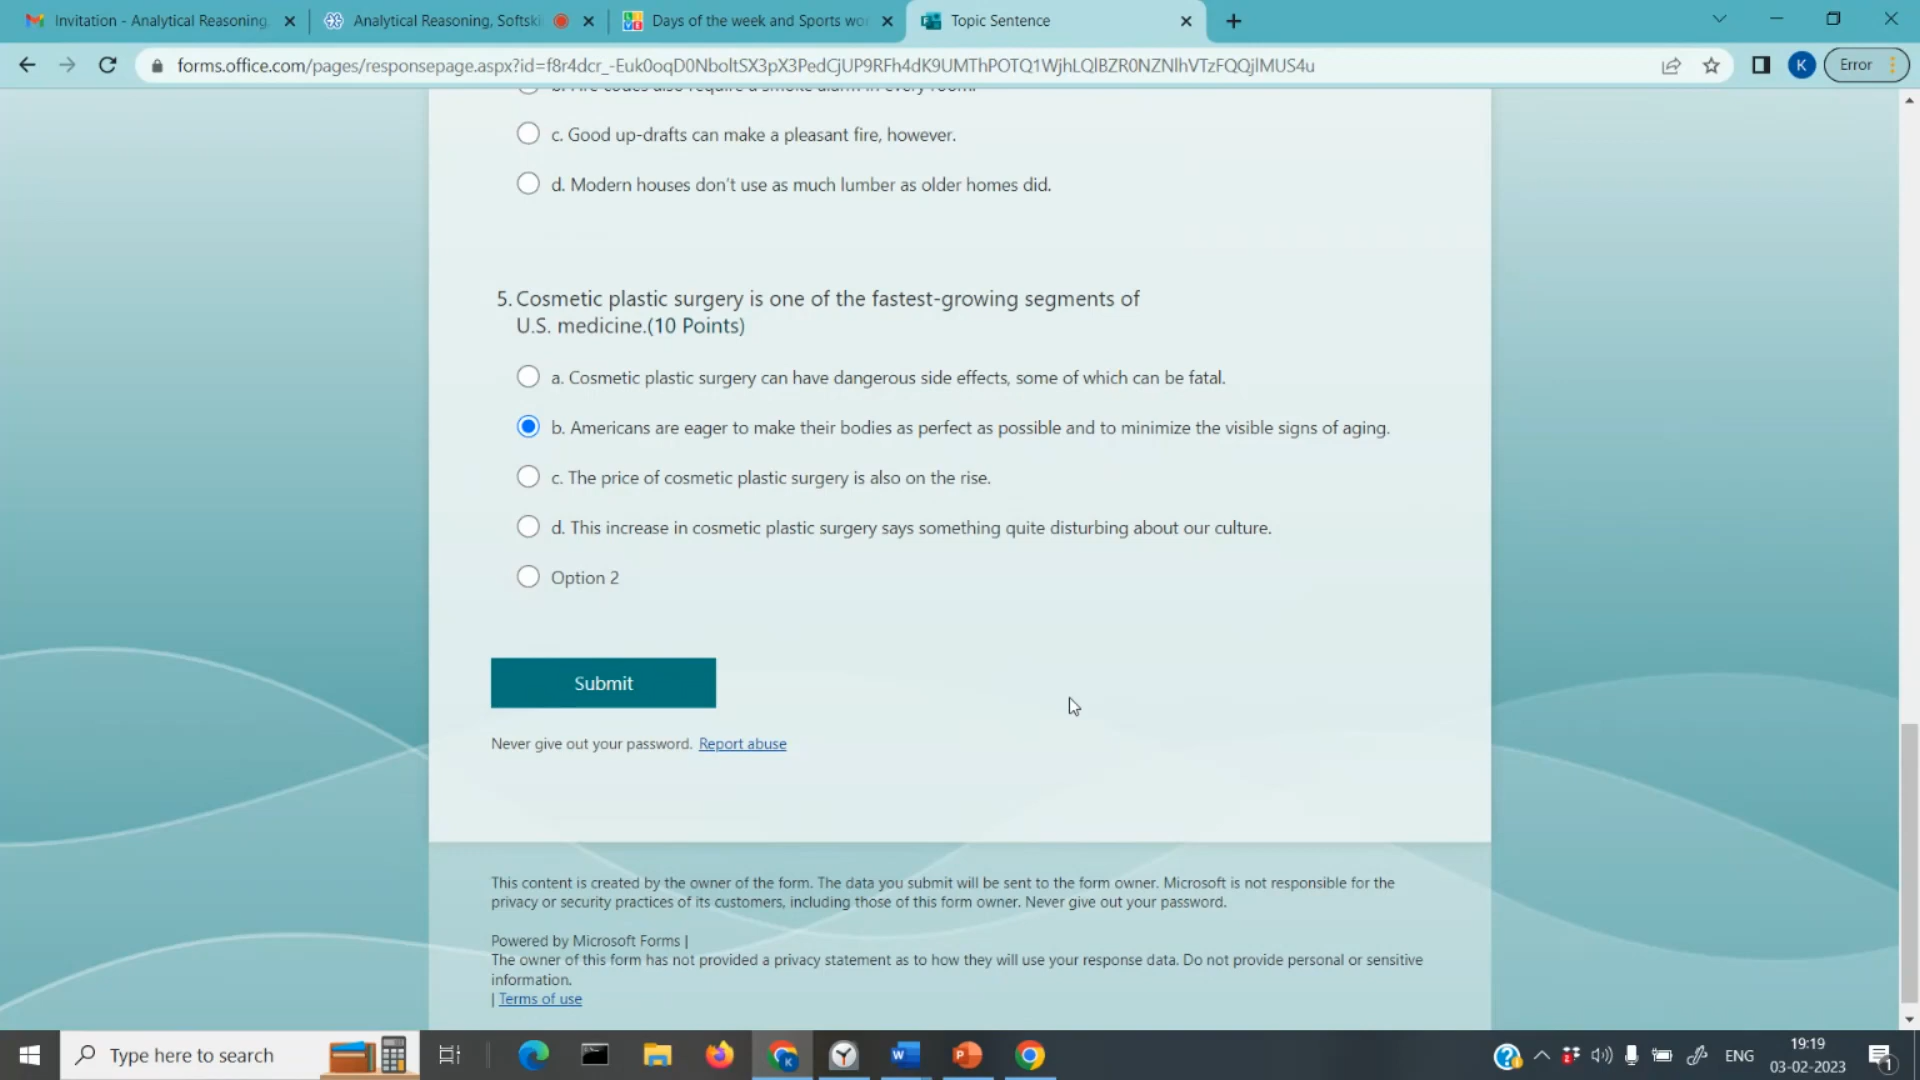 Invitation - Analytical Reasoning,
Analytical Reasoning, Softski
Days of the week and Sports wo
Topic Sentence
forms.office.com/pages/responsepage.aspx?id=f8r4dcr_-Euk0oqD0NboltSX3pX3PedCjUP9RFh4dK9UMThPOTQ1WjhLQlBZR0NZNlhVTzFQQjlMUS4u
K
Error
b. Fire codes also require a smoke alarm in every room.
c. Good up-drafts can make a pleasant fire, however.
d. Modern houses don't use as much lumber as older homes did.
5. Cosmetic plastic surgery is one of the fastest-growing segments of
U.S. medicine.(10 Points)
a. Cosmetic plastic surgery can have dangerous side effects, some of which can be fatal.
b. Americans are eager to make their bodies as perfect as possible and to minimize the visible signs of aging.
c. The price of cosmetic plastic surgery is also on the rise.
d. This increase in cosmetic plastic surgery says something quite disturbing about our culture.
Option 2
Submit
Never give out your password. Report abuse
This content is created by the owner of the form. The data you submit will be sent to the form owner. Microsoft is not responsible for the
privacy or security practices of its customers, including those of this form owner. Never give out your password.
Powered by Microsoft Forms |
The owner of this form has not provided a privacy statement as to how they will use your response data. Do not provide personal or sensitive
information.
| Terms of use
Type here to search
ENG
19:19
03-02-2023
1